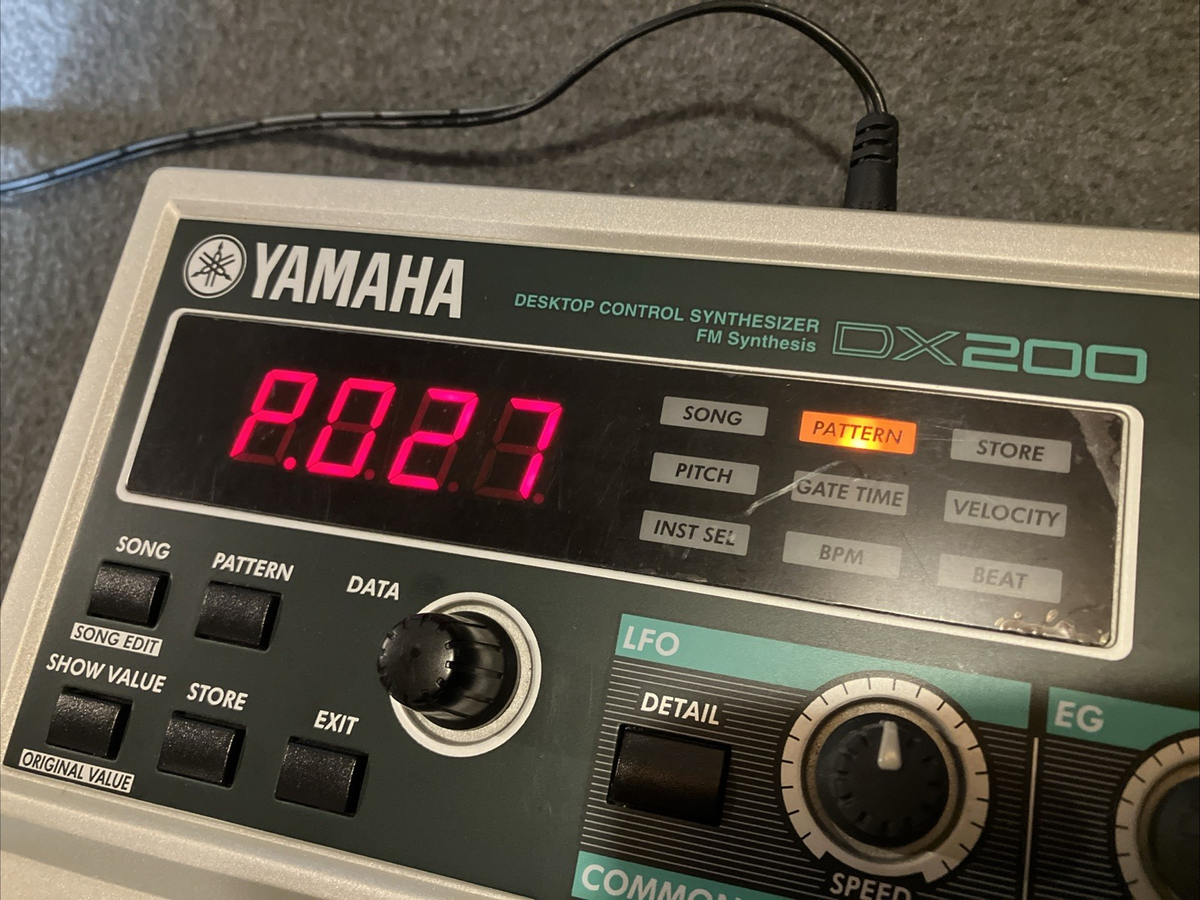 YAMAHA
DESKTOP CONTROL SYNTHESIZER
FM Synthesis
DX200
P.027
SONG PATTERN STORE
PITCH GATE TIME VELOCITY
INST SEL BPM BEAT
SONG PATTERN DATA
SONG EDIT
SHOW VALUE STORE EXIT
ORIGINAL VALUE
LFO
DETAIL
SPEED
EG
COMMON